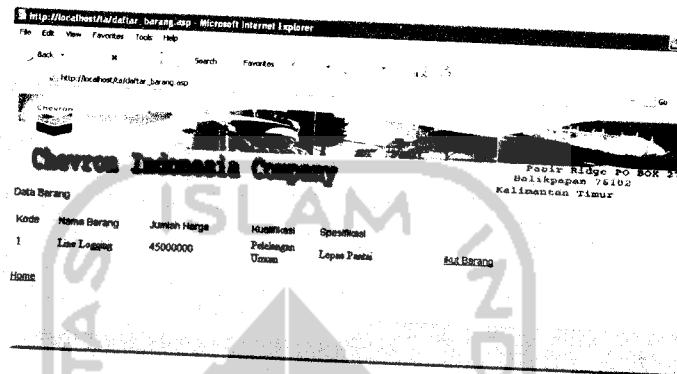 http://localhost/ta/daftar_barang.asp - Microsoft Internet Explorer
File Edit View Favorites Tools Help
Back Search Favorites
http://localhost/ta/daftar_barang.asp Go
Chevron
Chevron Indonesia Company
Pasir Ridge PO BOX
Balikpapan 76102
Kalimantan Timur
Data Barang
Kode Nama Barang Jumlah Harga Kualifikasi Spesifikasi
1 Line Logging 45000000 Pelelangan Umum Lepas Pantai Ikut Barang
Home
ISLAM